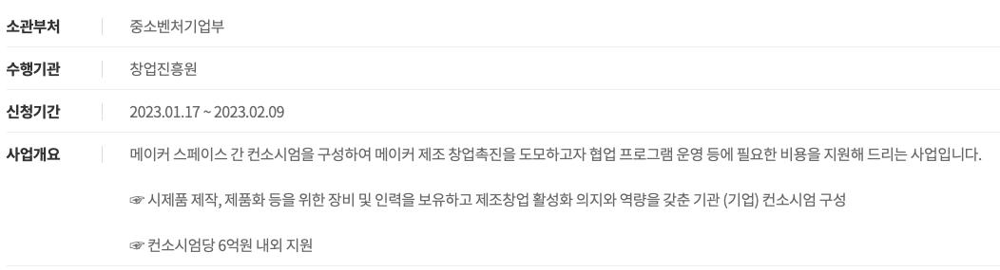 소관부처 중소벤처기업부
수행기관 창업진흥원
신청기간 2023.01.17 ~ 2023.02.09
사업개요 메이커 스페이스 간 컨소시엄을 구성하여 메이커 제조 창업촉진을 도모하고자 협업 프로그램 운영 등에 필요한 비용을 지원해 드리는 사업입니다.
☞ 시제품 제작, 제품화 등을 위한 장비 및 인력을 보유하고 제조창업 활성화 의지와 역량을 갖춘 기관 (기업) 컨소시엄 구성
☞ 컨소시엄당 6억원 내외 지원